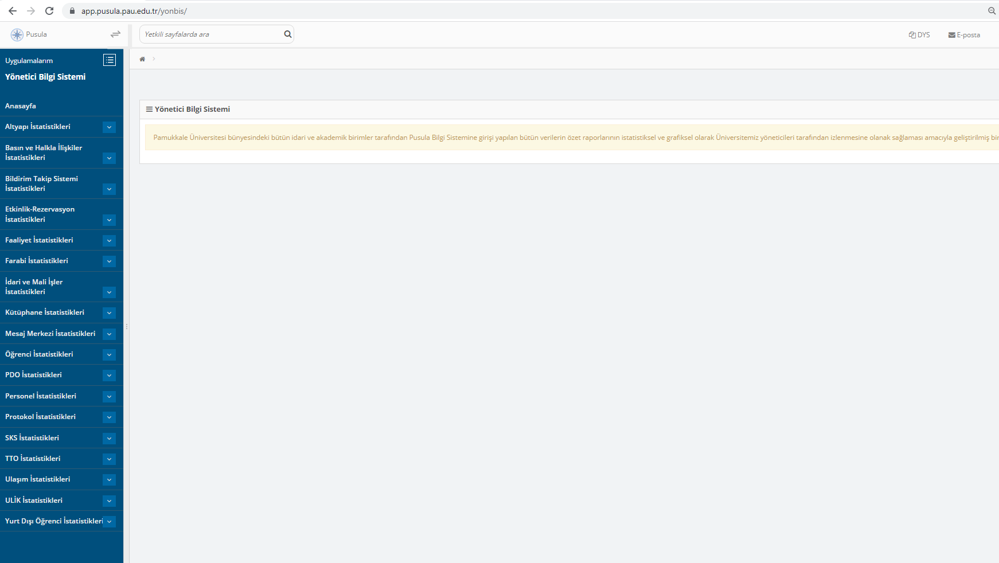 app.pusula.pau.edu.tr/yonbis/
Pusula
Yetkili sayfalarda ara
DYS
E-posta
Uygulamalarım
Yönetici Bilgi Sistemi
Anasayfa
Altyapı İstatistikleri
Basın ve Halkla İlişkiler
İstatistikleri
Bildirim Takip Sistemi
İstatistikleri
Etkinlik-Rezervasyon
İstatistikleri
Faaliyet İstatistikleri
Farabi İstatistikleri
İdari ve Mali İşler
İstatistikleri
Kütüphane İstatistikleri
Mesaj Merkezi İstatistikleri
Öğrenci İstatistikleri
PDO İstatistikleri
Personel İstatistikleri
Protokol İstatistikleri
SKS İstatistikleri
TTO İstatistikleri
Ulaşım İstatistikleri
ULİK İstatistikleri
Yurt Dışı Öğrenci İstatistikleri
Yönetici Bilgi Sistemi
Pamukkale Üniversitesi bünyesindeki bütün idari ve akademik birimler tarafından Pusula Bilgi Sistemine girişi yapılan bütün verilerin özet raporlarının istatistiksel ve grafiksel olarak Üniversitemiz yöneticileri tarafından izlenmesine olanak sağlaması amacıyla geliştirilmiş bir